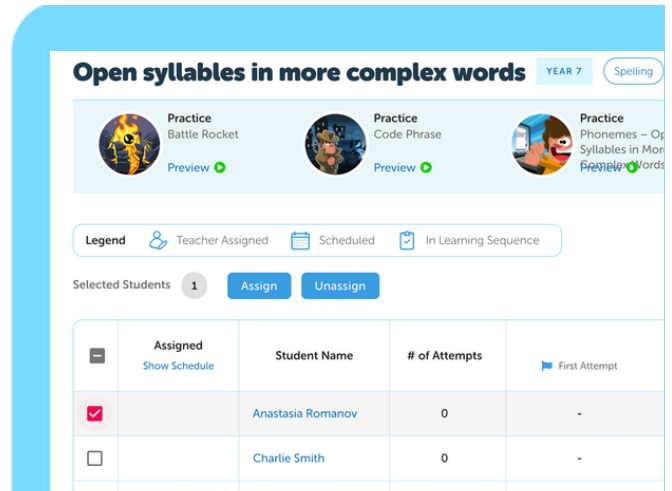 Open syllables in more complex words YEAR 7 Spelling
Practice
Battle Rocket
Preview
Practice
Code Phrase
Preview
Practice
Phonemes – Op
Syllables in Mor
Complex Words
Preview
Legend Teacher Assigned Scheduled In Learning Sequence
Selected Students 1 Assign Unassign
Assigned
Show Schedule
Student Name
# of Attempts
First Attempt
Anastasia Romanov 0 -
Charlie Smith 0 -